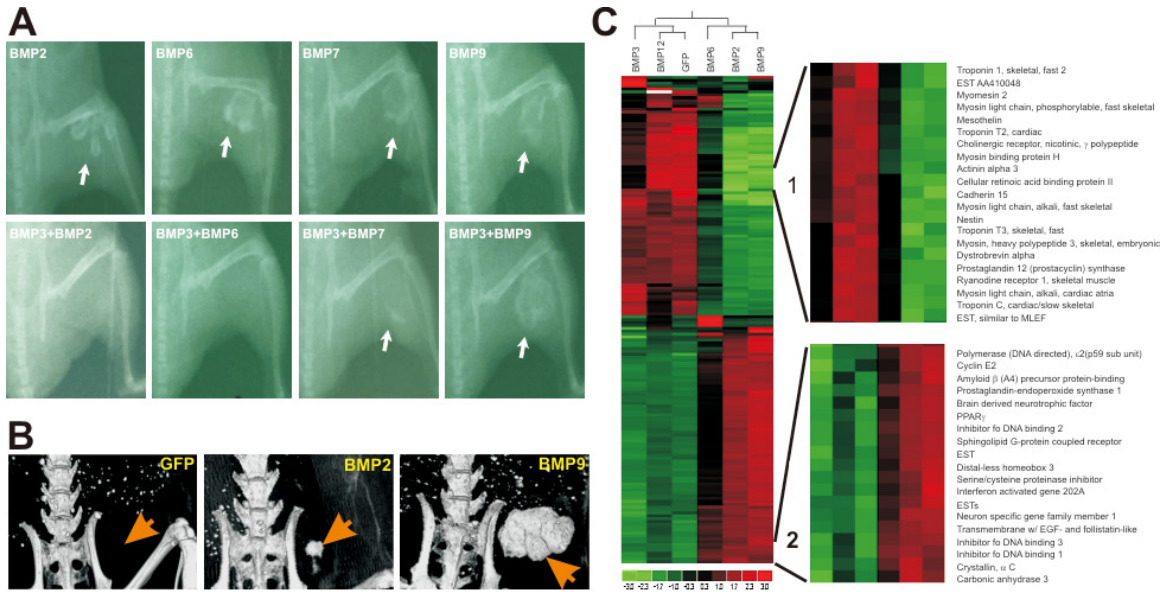 A
BMP2
BMP6
BMP7
BMP9
BMP3+BMP2
BMP3+BMP6
BMP3+BMP7
BMP3+BMP9
B
GFP
BMP2
BMP9
C
BMP3
BMP12
GFP
BMP6
BMP2
BMP9
1
Troponin 1, skeletal, fast 2
EST AA410048
Myomesin 2
Myosin light chain, phosphorylable, fast skeletal
Mesothelin
Troponin T2, cardiac
Cholinergic receptor, nicotinic, γ polypeptide
Myosin binding protein H
Actinin alpha 3
Cellular retinoic acid binding protein II
Cadherin 15
Myosin light chain, alkali, fast skeletal
Nestin
Troponin T3, skeletal, fast
Myosin, heavy polypeptide 3, skeletal, embryonic
Dystrobrevin alpha
Prostaglandin 12 (prostacyclin) synthase
Ryanodine receptor 1, skeletal muscle
Myosin light chain, alkali, cardiac atria
Troponin C, cardiac/slow skeletal
EST, silmilar to MLEF
2
Polymerase (DNA directed), ε2(p59 sub unit)
Cyclin E2
Amyloid β (A4) precursor protein-binding
Prostaglandin-endoperoxide synthase 1
Brain derived neurotrophic factor
PPARγ
Inhibitor fo DNA binding 2
Sphingolipid G-protein coupled receptor
EST
Distal-less homeobox 3
Serine/cysteine proteinase inhibitor
Interferon activated gene 202A
ESTs
Neuron specific gene family member 1
Transmembrane w/ EGF- and follistatin-like
Inhibitor fo DNA binding 3
Inhibitor fo DNA binding 1
Crystallin, α C
Carbonic anhydrase 3
-3.0 -2.3 -1.7 -1.0 -0.3 0.3 1.0 1.7 2.3 3.0